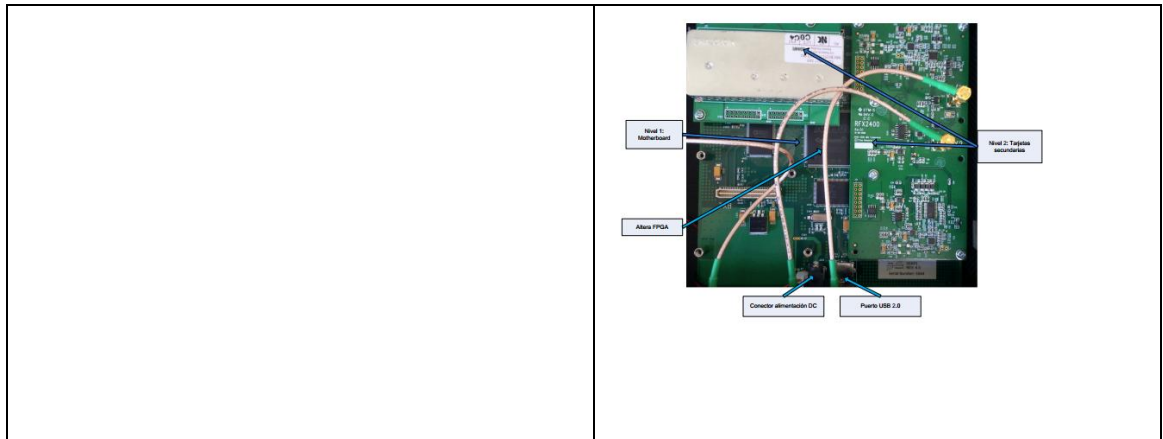 Nivel 1:
Motherboard
RFX2400
Nivel 2: Tarjetas
secundarias
Altera FPGA
Conector alimentación DC
Puerto USB 2.0